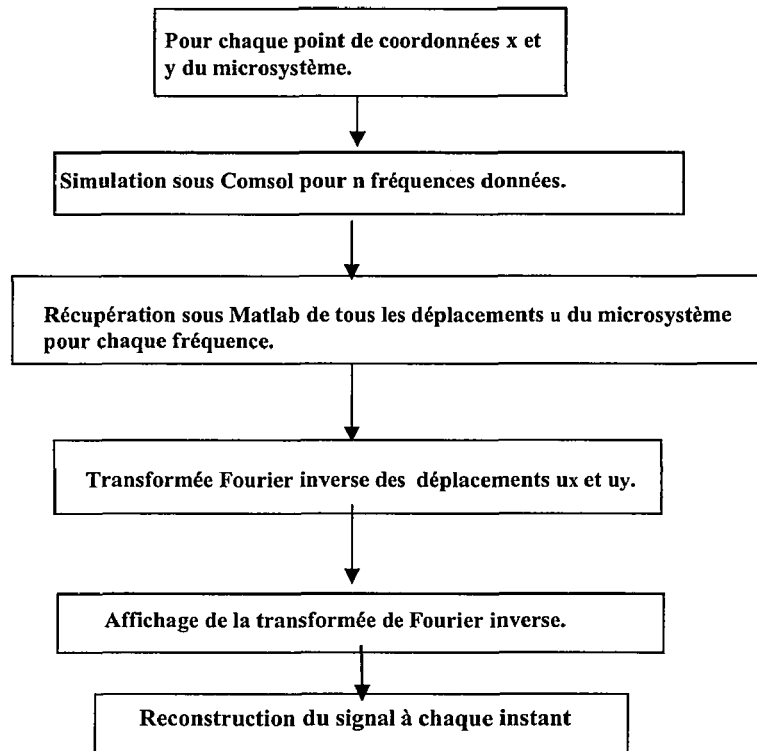 Pour chaque point de coordonnées x et
y du microsystème.
Simulation sous Comsol pour n fréquences données.
Récupération sous Matlab de tous les déplacements u du microsystème
pour chaque fréquence.
Transformée Fourier inverse des déplacements ux et uy.
Affichage de la transformée de Fourier inverse.
Reconstruction du signal à chaque instant